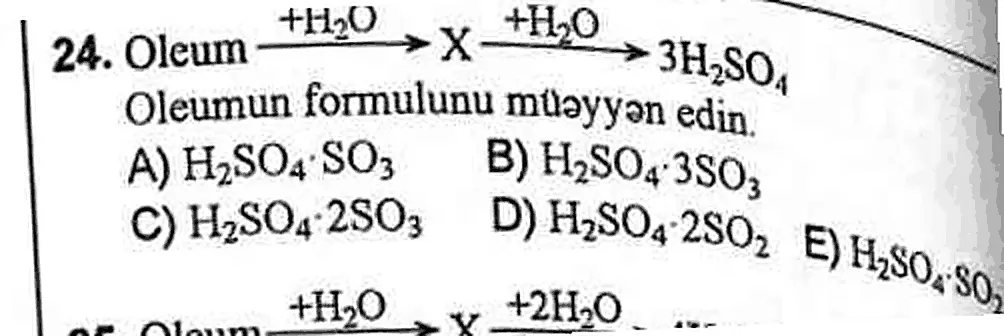 24. Oleum +H₂O → X +H₂O → 3H₂SO₄
Oleumun formulunu müəyyən edin.
A) H₂SO₄·SO₃ B) H₂SO₄·3SO₃
C) H₂SO₄·2SO₃ D) H₂SO₄·2SO₂ E) H₂SO₄·SO₂
+H₂O → X +2H₂O